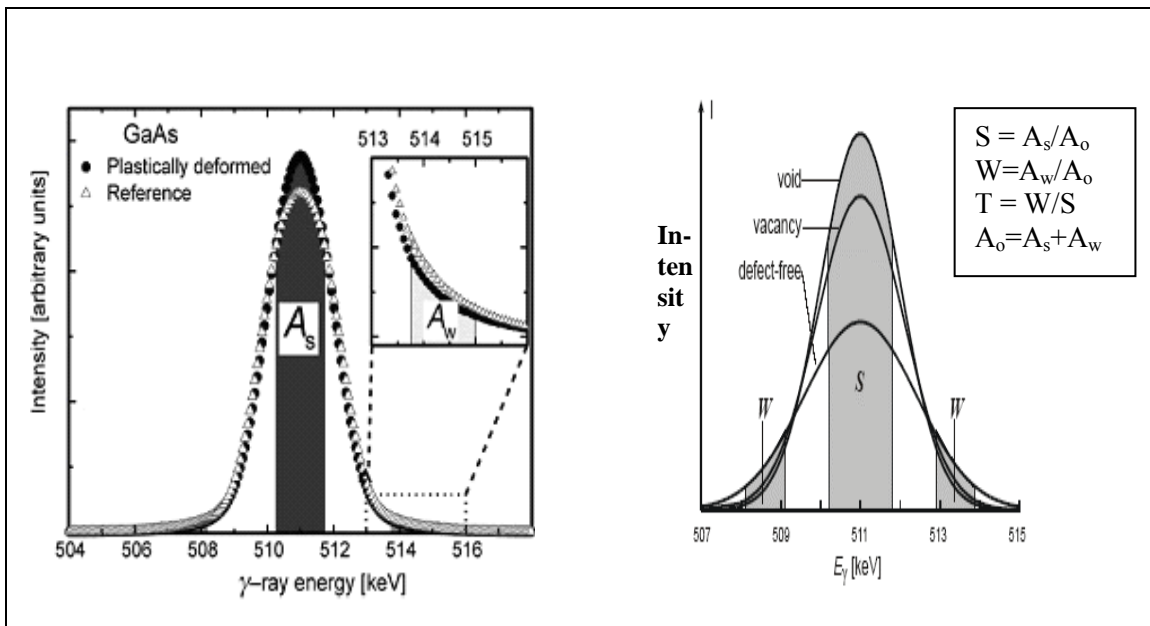 GaAs
Plastically deformed
Reference
513 514 515
A_w
A_s
Intensity [arbitrary units]
504 506 508 510 512 514 516
γ–ray energy [keV]
I
void
vacancy
defect-free
In-
ten
sit
y
S
W
W
507 509 511 513 515
E_γ [keV]
S = A_s/A_o
W=A_w/A_o
T = W/S
A_o=A_s+A_w